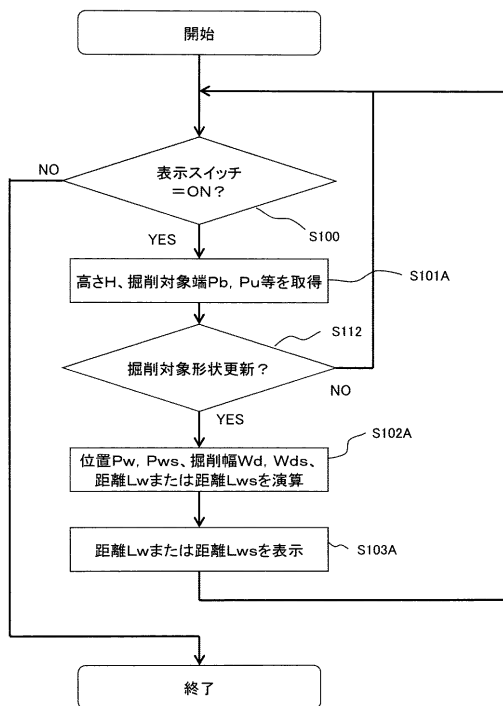 開始
NO
表示スイッチ
=ON?
S100
YES
高さH、掘削対象端Pb, Pu等を取得
S101A
S112
掘削対象形状更新?
NO
YES
S102A
位置Pw, Pws、掘削幅Wd, Wds、
距離Lwまたは距離Lwsを演算
距離Lwまたは距離Lwsを表示
S103A
終了